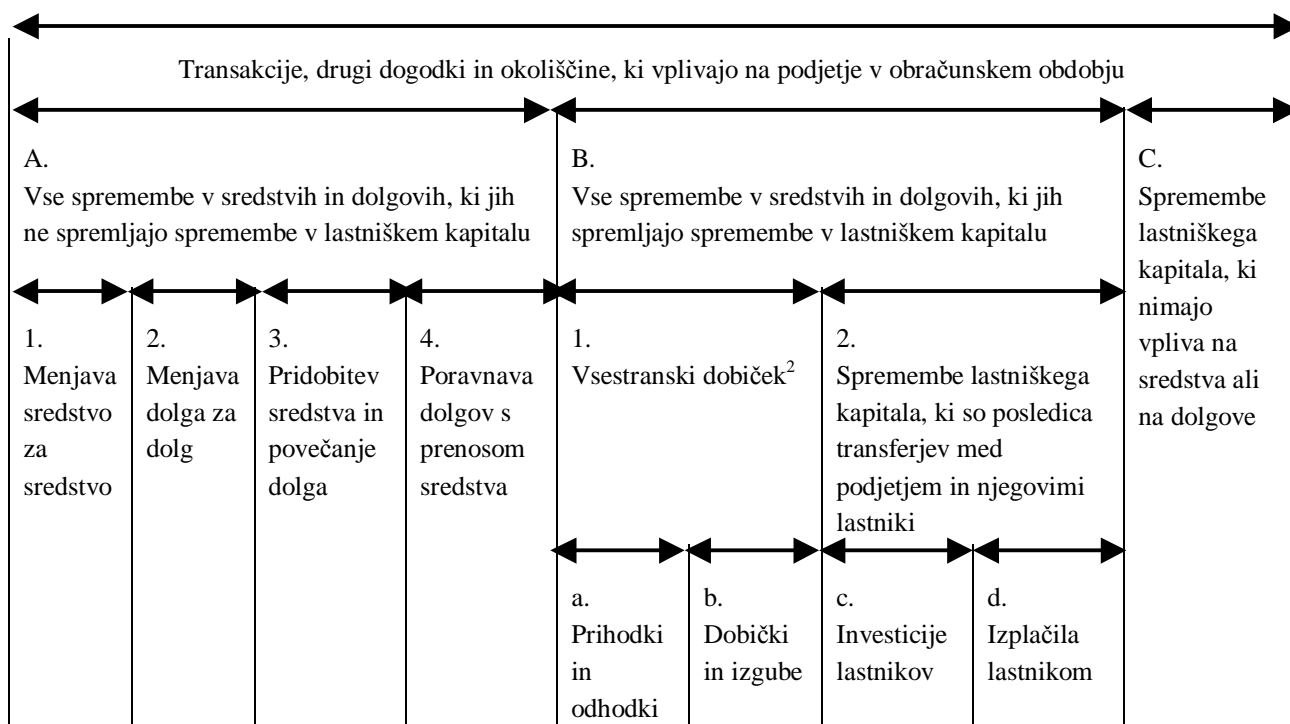 Transakcije, drugi dogodki in okoliščine, ki vplivajo na podjetje v obračunskem obdobju
A.
Vse spremembe v sredstvih in dolgovih, ki jih
ne spremljajo spremembe v lastniškem kapitalu
B.
Vse spremembe v sredstvih in dolgovih, ki jih
spremljajo spremembe v lastniškem kapitalu
C.
Spremembe
lastniškega
kapitala, ki
nimajo
vpliva na
sredstva ali
na dolgove
1.
Menjava
sredstvo
za
sredstvo
2.
Menjava
dolga za
dolg
3.
Pridobitev
sredstva in
povečanje
dolga
4.
Poravnava
dolgov s
prenosom
sredstva
1.
Vsestranski dobiček²
2.
Spremembe lastniškega
kapitala, ki so posledica
transferjev med
podjetjem in njegovimi
lastniki
a.
Prihodki
in
odhodki
b.
Dobički
in izgube
c.
Investicije
lastnikov
d.
Izplačila
lastnikom